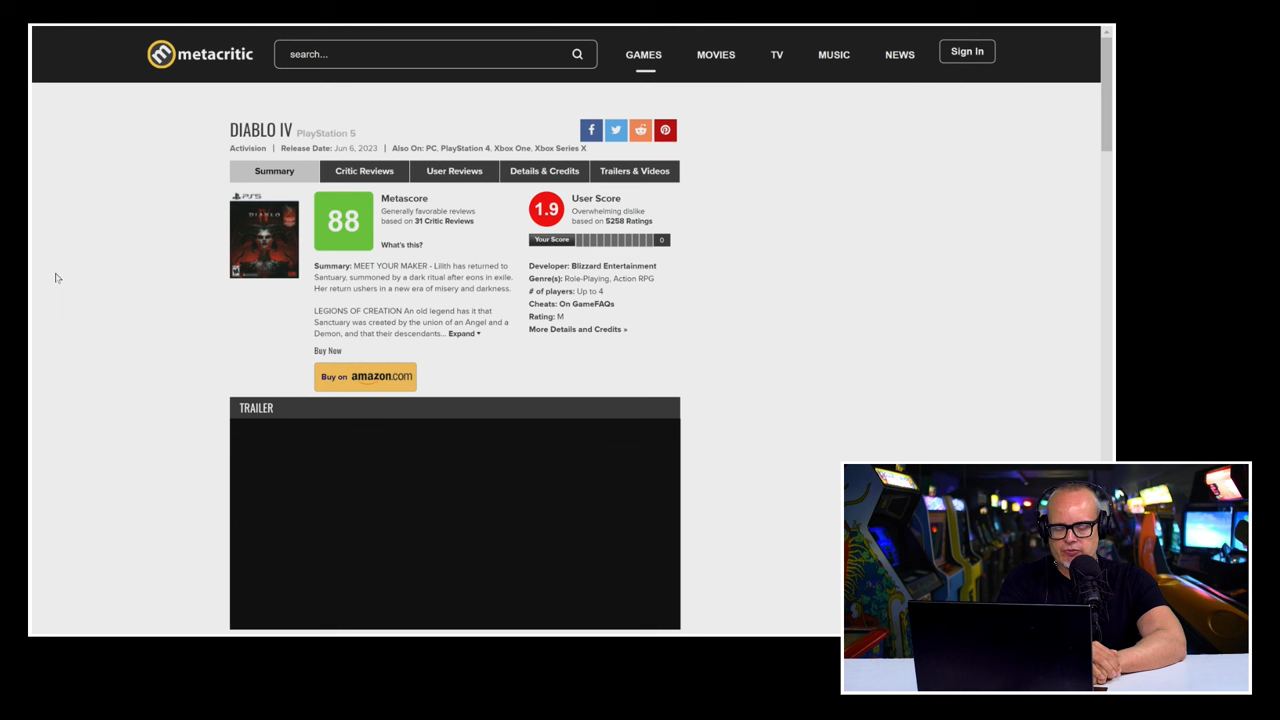 metacritic
search...
GAMES
MOVIES
TV
MUSIC
NEWS
Sign In
DIABLO IV PlayStation 5
Activision | Release Date: Jun 6, 2023 | Also On: PC, PlayStation 4, Xbox One, Xbox Series X
Summary
Critic Reviews
User Reviews
Details & Credits
Trailers & Videos
PS5
DIABLO
88
Metascore
Generally favorable reviews
based on 31 Critic Reviews
What's this?
1.9
User Score
Overwhelming dislike
based on 5258 Ratings
Your Score
0
Summary: MEET YOUR MAKER - Lilith has returned to
Santuary, summoned by a dark ritual after eons in exile.
Her return ushers in a new era of misery and darkness.
LEGIONS OF CREATION An old legend has it that
Sanctuary was created by the union of an Angel and a
Demon, and that their descendants... Expand
Developer: Blizzard Entertainment
Genre(s): Role-Playing, Action RPG
# of players: Up to 4
Cheats: On GameFAQs
Rating: M
More Details and Credits »
Buy Now
Buy on amazon.com
TRAILER